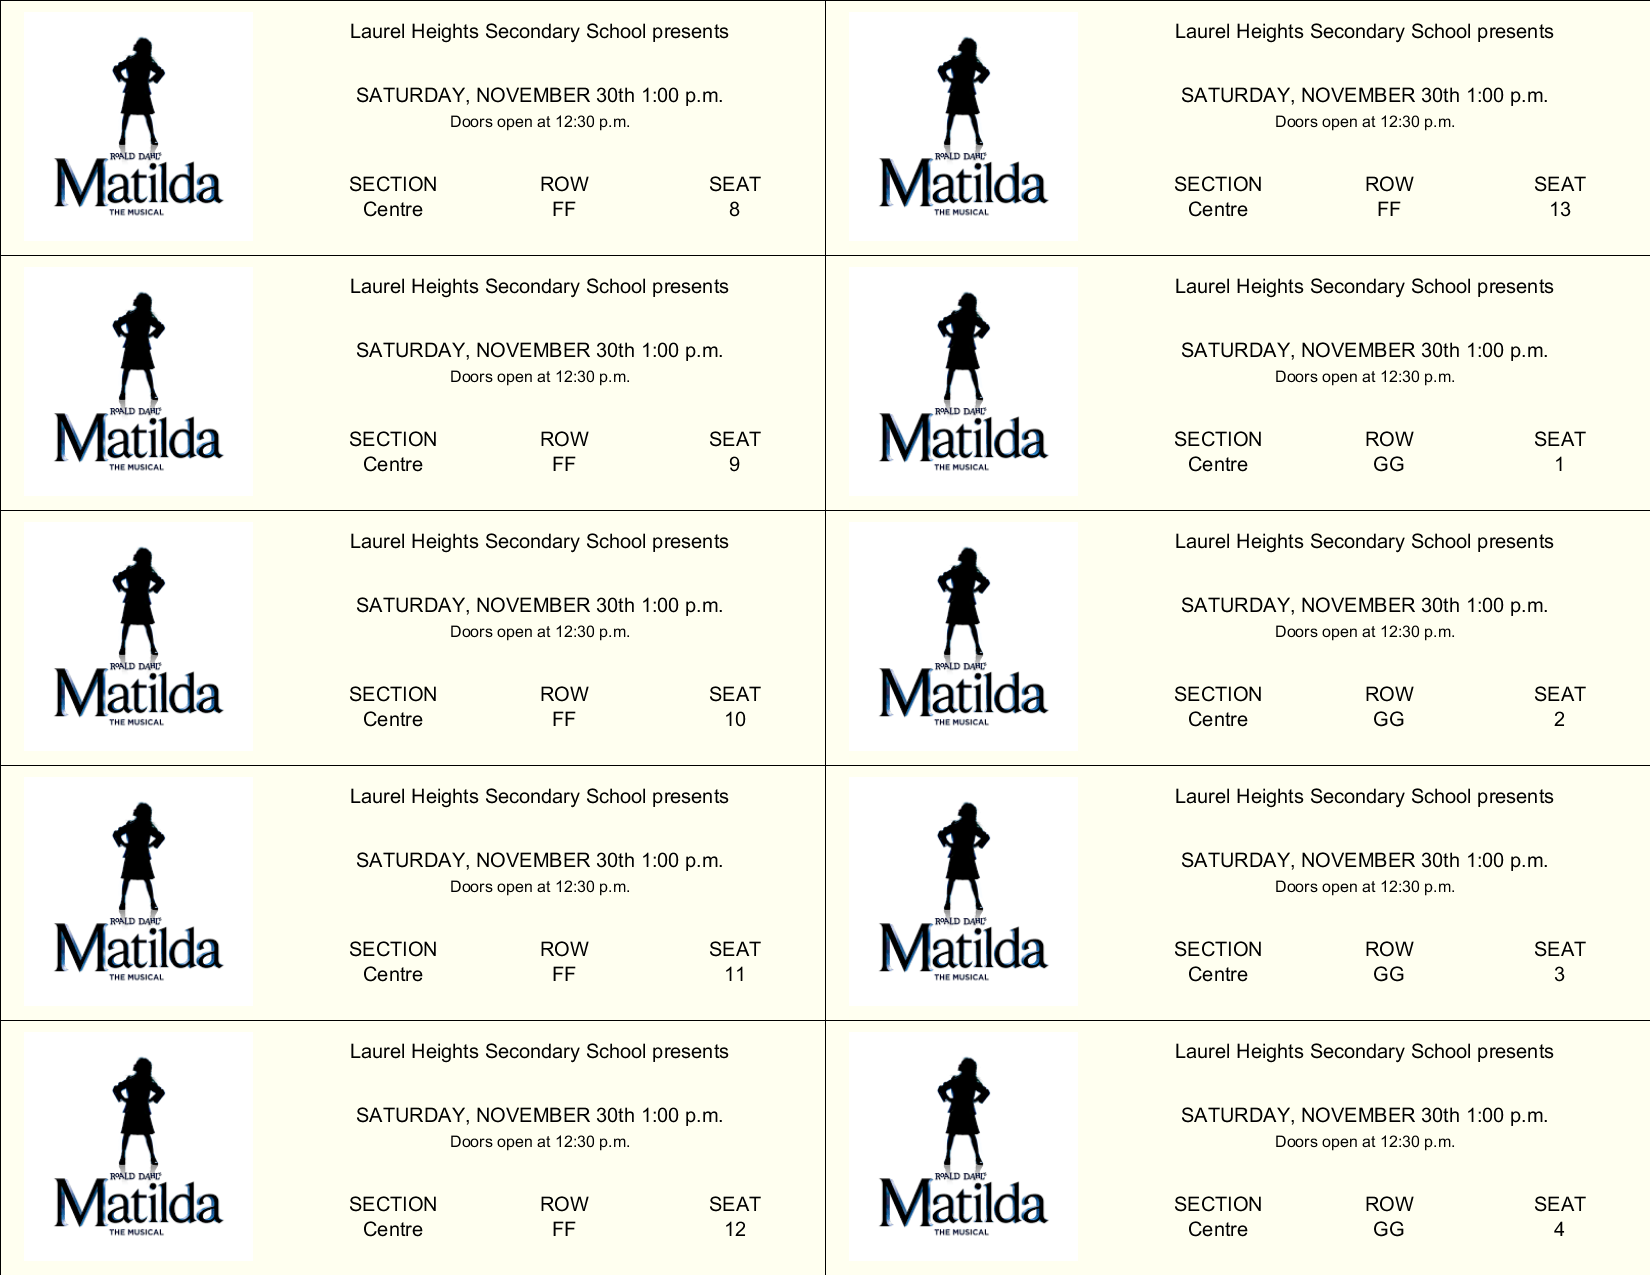 Laurel Heights Secondary School presents
SATURDAY, NOVEMBER 30th 1:00 p.m.
Doors open at 12:30 p.m.
ROALD DAHL'S
Matilda
THE MUSICAL
SECTION ROW SEAT
Centre FF 8
Laurel Heights Secondary School presents
SATURDAY, NOVEMBER 30th 1:00 p.m.
Doors open at 12:30 p.m.
ROALD DAHL'S
Matilda
THE MUSICAL
SECTION ROW SEAT
Centre FF 13
Laurel Heights Secondary School presents
SATURDAY, NOVEMBER 30th 1:00 p.m.
Doors open at 12:30 p.m.
ROALD DAHL'S
Matilda
THE MUSICAL
SECTION ROW SEAT
Centre FF 9
Laurel Heights Secondary School presents
SATURDAY, NOVEMBER 30th 1:00 p.m.
Doors open at 12:30 p.m.
ROALD DAHL'S
Matilda
THE MUSICAL
SECTION ROW SEAT
Centre GG 1
Laurel Heights Secondary School presents
SATURDAY, NOVEMBER 30th 1:00 p.m.
Doors open at 12:30 p.m.
ROALD DAHL'S
Matilda
THE MUSICAL
SECTION ROW SEAT
Centre FF 10
Laurel Heights Secondary School presents
SATURDAY, NOVEMBER 30th 1:00 p.m.
Doors open at 12:30 p.m.
ROALD DAHL'S
Matilda
THE MUSICAL
SECTION ROW SEAT
Centre GG 2
Laurel Heights Secondary School presents
SATURDAY, NOVEMBER 30th 1:00 p.m.
Doors open at 12:30 p.m.
ROALD DAHL'S
Matilda
THE MUSICAL
SECTION ROW SEAT
Centre FF 11
Laurel Heights Secondary School presents
SATURDAY, NOVEMBER 30th 1:00 p.m.
Doors open at 12:30 p.m.
ROALD DAHL'S
Matilda
THE MUSICAL
SECTION ROW SEAT
Centre GG 3
Laurel Heights Secondary School presents
SATURDAY, NOVEMBER 30th 1:00 p.m.
Doors open at 12:30 p.m.
ROALD DAHL'S
Matilda
THE MUSICAL
SECTION ROW SEAT
Centre FF 12
Laurel Heights Secondary School presents
SATURDAY, NOVEMBER 30th 1:00 p.m.
Doors open at 12:30 p.m.
ROALD DAHL'S
Matilda
THE MUSICAL
SECTION ROW SEAT
Centre GG 4